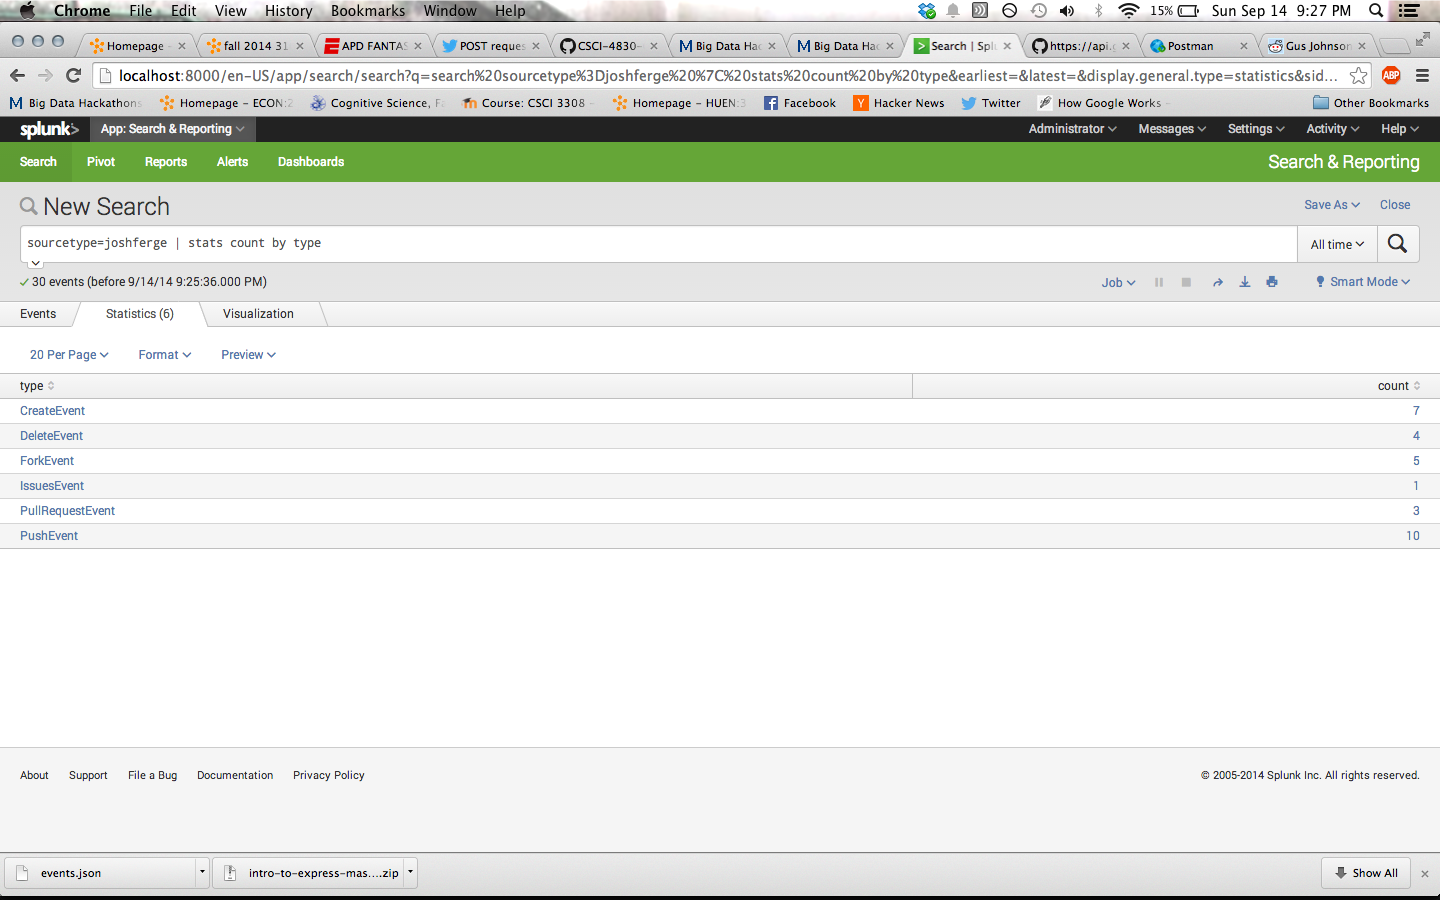 Chrome File Edit View History Bookmarks Window Help 15% Sun Sep 14 9:27 PM
Homepage - fall 2014 31 APD FANTAS POST reques CSCI-4830- Big Data Hac Big Data Hac Search | Splu https://api.g Postman Gus Johnson
localhost:8000/en-US/app/search/search?q=search%20sourcetype%3Djoshferge%20%7C%20stats%20count%20by%20type&earliest=&latest=&display.general.type=statistics&sid... ABP
Big Data Hackathons Homepage - ECON:2 Cognitive Science, Fa Course: CSCI 3308 - Homepage - HUEN:3 Facebook Hacker News Twitter How Google Works - Other Bookmarks
splunk> App: Search & Reporting Administrator Messages Settings Activity Help
Search Pivot Reports Alerts Dashboards Search & Reporting
New Search Save As Close
sourcetype=joshferge | stats count by type All time
30 events (before 9/14/14 9:25:36.000 PM) Job Smart Mode
Events Statistics (6) Visualization
20 Per Page Format Preview
type count
CreateEvent 7
DeleteEvent 4
ForkEvent 5
IssuesEvent 1
PullRequestEvent 3
PushEvent 10
About Support File a Bug Documentation Privacy Policy © 2005-2014 Splunk Inc. All rights reserved.
events.json intro-to-express-mas....zip Show All